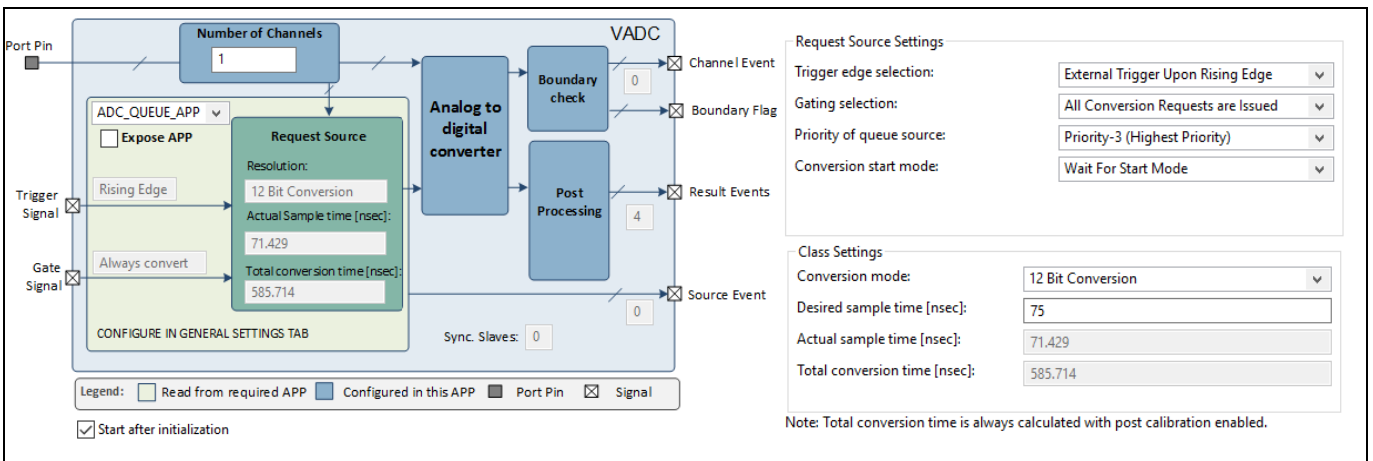 VADC
Port Pin
Number of Channels
1
Channel Event
0
Boundary
check
Boundary Flag
Analog to
digital
converter
ADC_QUEUE_APP
Expose APP
Request Source
Resolution:
12 Bit Conversion
Actual Sample time [nsec]:
71.429
Total conversion time [nsec]:
585.714
Rising Edge
Trigger
Signal
Always convert
Gate
Signal
CONFIGURE IN GENERAL SETTINGS TAB
Post
Processing
Result Events
4
Source Event
0
Sync. Slaves: 0
Legend: Read from required APP Configured in this APP Port Pin Signal
Start after initialization
Request Source Settings
Trigger edge selection: External Trigger Upon Rising Edge
Gating selection: All Conversion Requests are Issued
Priority of queue source: Priority-3 (Highest Priority)
Conversion start mode: Wait For Start Mode
Class Settings
Conversion mode: 12 Bit Conversion
Desired sample time [nsec]: 75
Actual sample time [nsec]: 71.429
Total conversion time [nsec]: 585.714
Note: Total conversion time is always calculated with post calibration enabled.